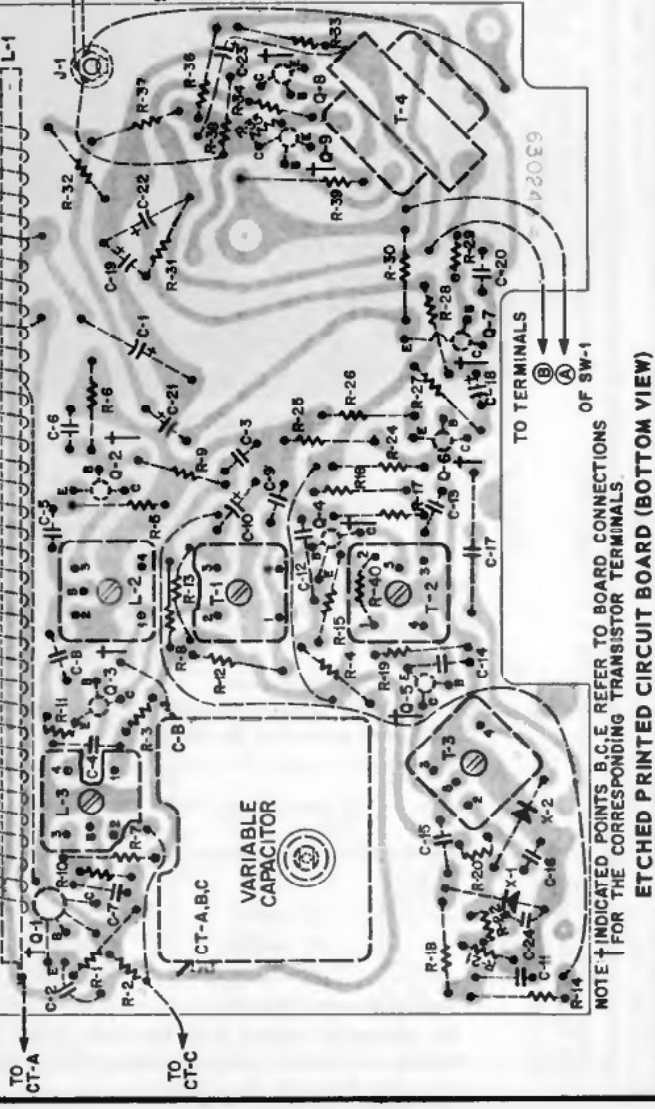 L-1
J-1
R-33
C-23
R-36
R-37
R-34
R-38
Q-8
C
B
Q-9
E
C
B
T-4
R-32
C-22
R-39
63024
C-19
R-31
R-30
R-29
R-28
C-20
C-1
E
B
C
Q-7
C-18
R-27
C-6
R-6
C-21
R-26
R-25
R-24
Q-2
E
B
C
R-9
C-3
E
B
C
Q-6
C-9
R-17
C-13
C-5
R-5
C-10
Q-4
C-12
C-17
L-2
R-13
T-1
R-40
T-2
C-8
R-8
R-12
R-15
R-4
R-19
C-14
R-11
Q-3
R-3
C-B
Q-5
E
B
C
C-4
L-3
T-3
R-7
R-10
C-7
VARIABLE
CAPACITOR
CT-A,B,C
C-15
R-20
X-1
X-2
C-16
Q-1
E
B
C
C-2
R-1
R-2
R-18
C-24
C-11
R-14
TO
CT-A
TO
CT-C
TO TERMINALS
B
A
OF SW-1
NOTE: INDICATED POINTS B.C.E. REFER TO BOARD CONNECTIONS
FOR THE CORRESPONDING TRANSISTOR TERMINALS.
ETCHED PRINTED CIRCUIT BOARD (BOTTOM VIEW)